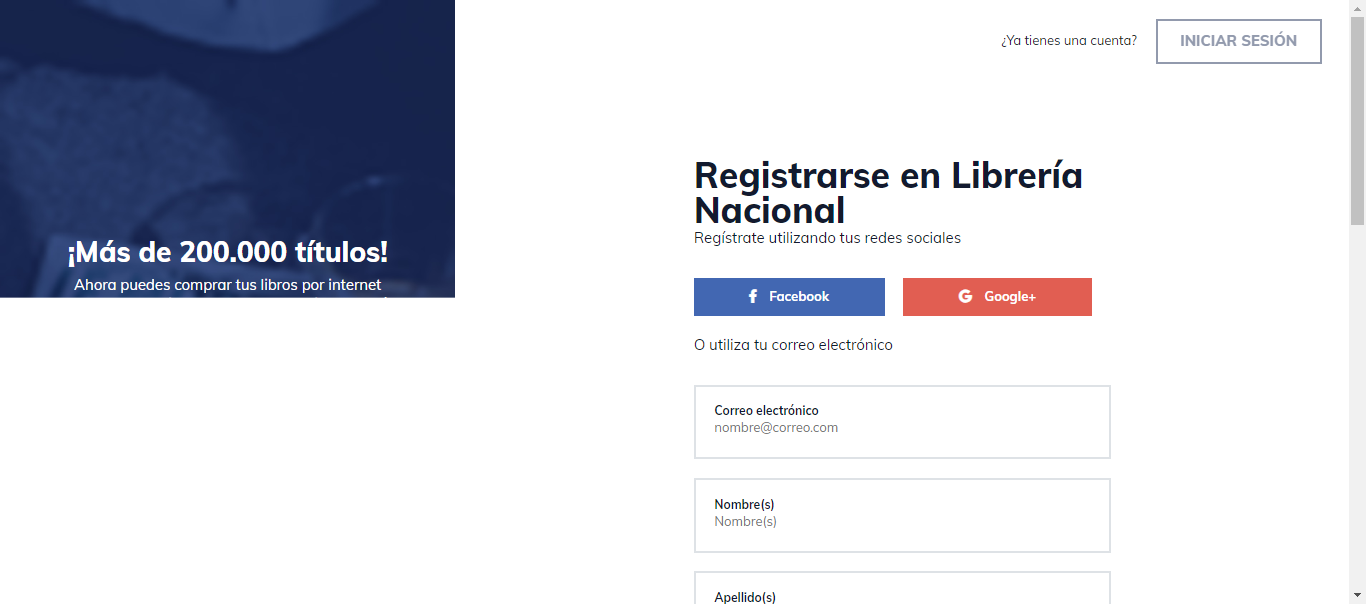 ¿Ya tienes una cuenta?
INICIAR SESIÓN
¡Más de 200.000 títulos!
Ahora puedes comprar tus libros por internet
Registrarse en Librería
Nacional
Regístrate utilizando tus redes sociales
Facebook
Google+
O utiliza tu correo electrónico
Correo electrónico
nombre@correo.com
Nombre(s)
Nombre(s)
Apellido(s)